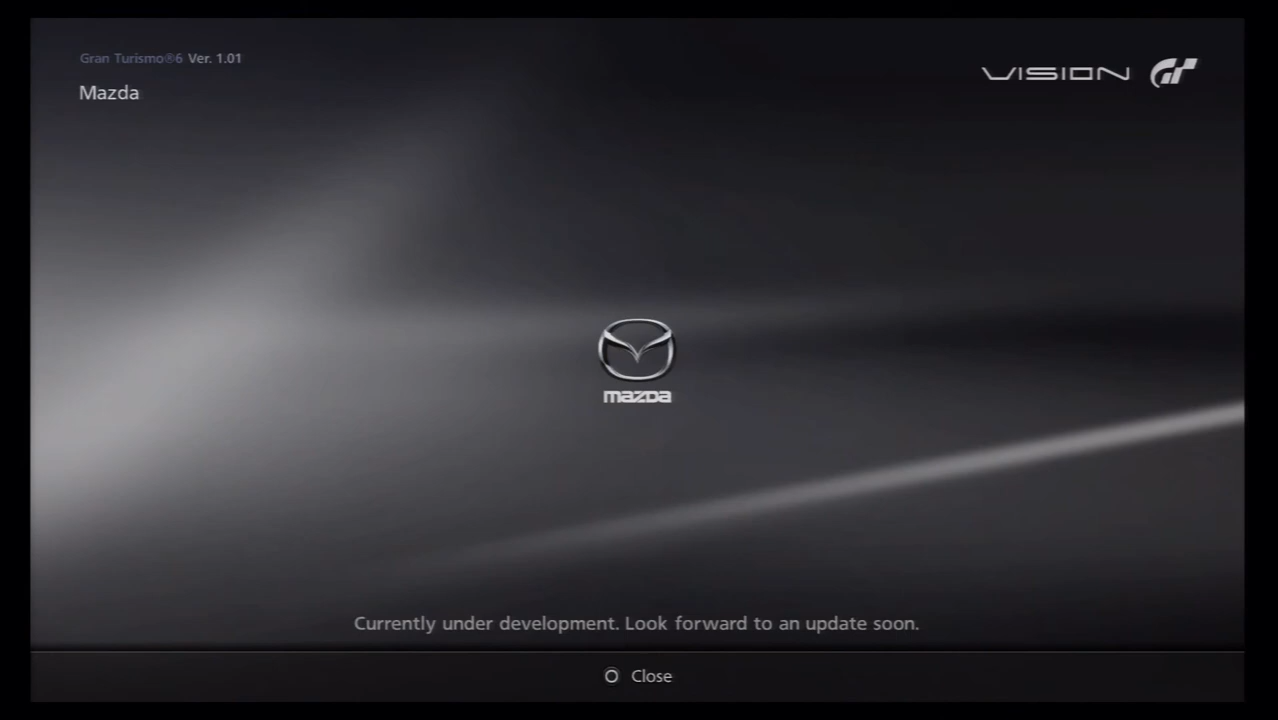 Gran Turismo®6 Ver. 1.01
VISION GT
Mazda
mazda
Currently under development. Look forward to an update soon.
Close